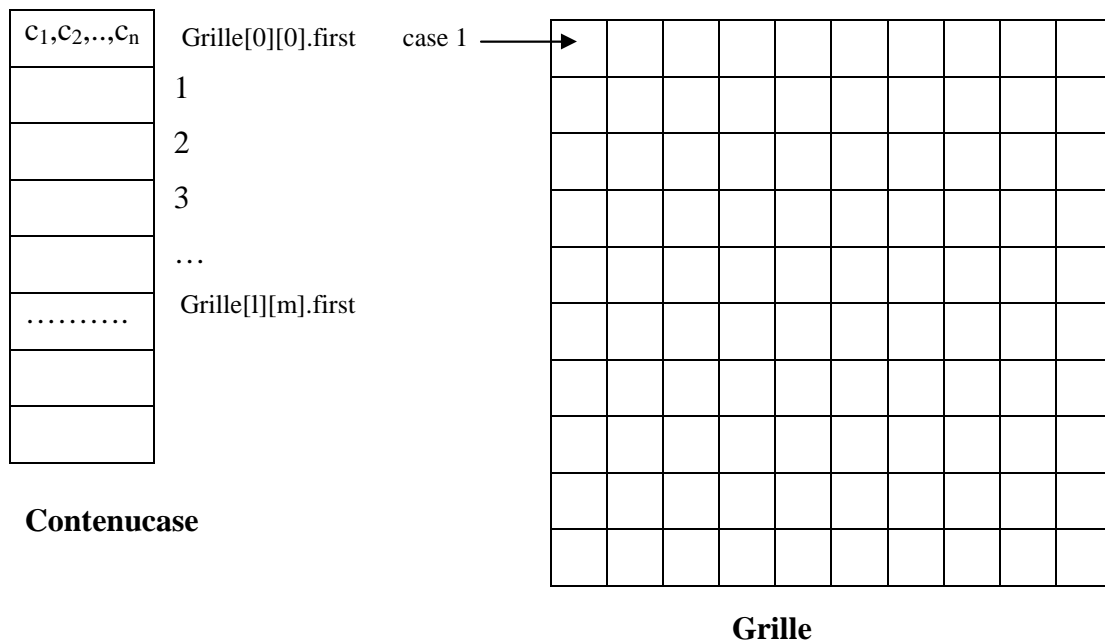 c₁,c₂,..,cₙ Grille[0][0].first case 1
1
2
3
…
………. Grille[l][m].first
Contenucase
Grille